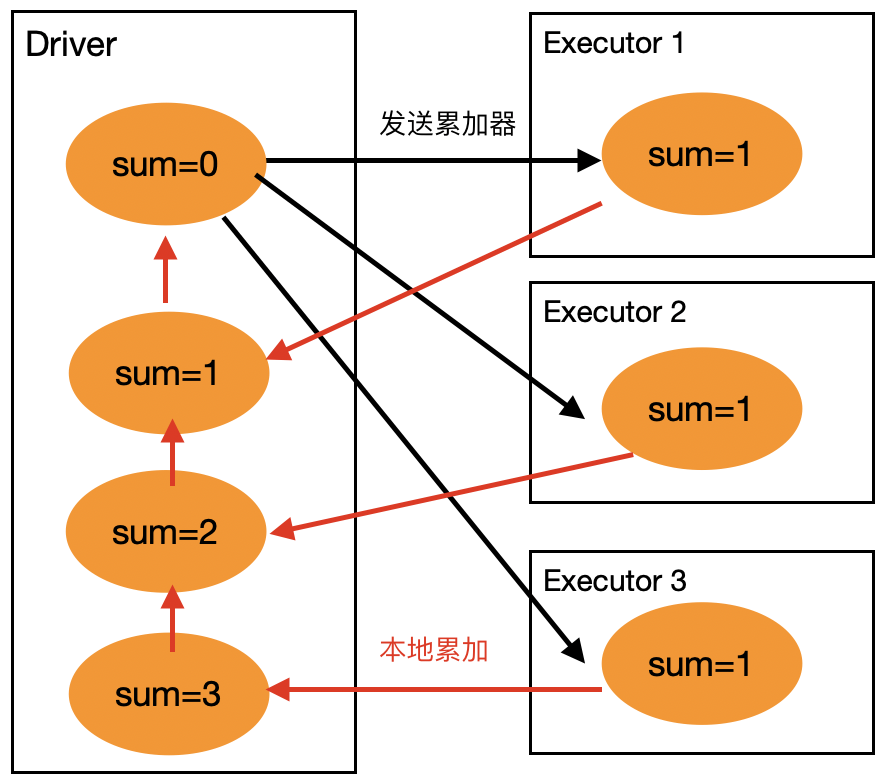 Driver
sum=0
sum=1
sum=2
sum=3
发送累加器
本地累加
Executor 1
sum=1
Executor 2
sum=1
Executor 3
sum=1